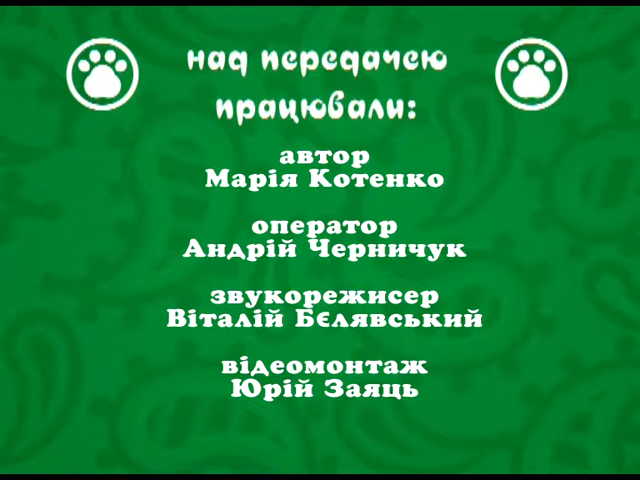 над передачею
працювали:
автор
Марія Котенко
оператор
Андрій Черничук
звукорежисер
Віталій Бєлявський
відеомонтаж
Юрій Заяць